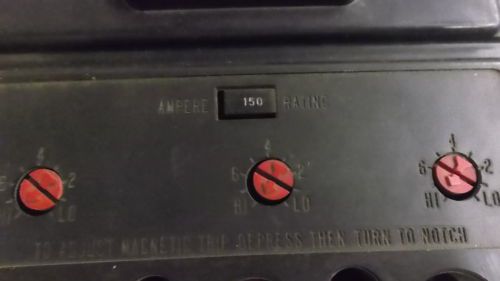 AMPERE 150 RATING
4 4 4
6 2 6 2 6 2
HI LO HI LO HI LO
TO ADJUST MAGNETIC TRIP DEPRESS THEN TURN TO NOTCH